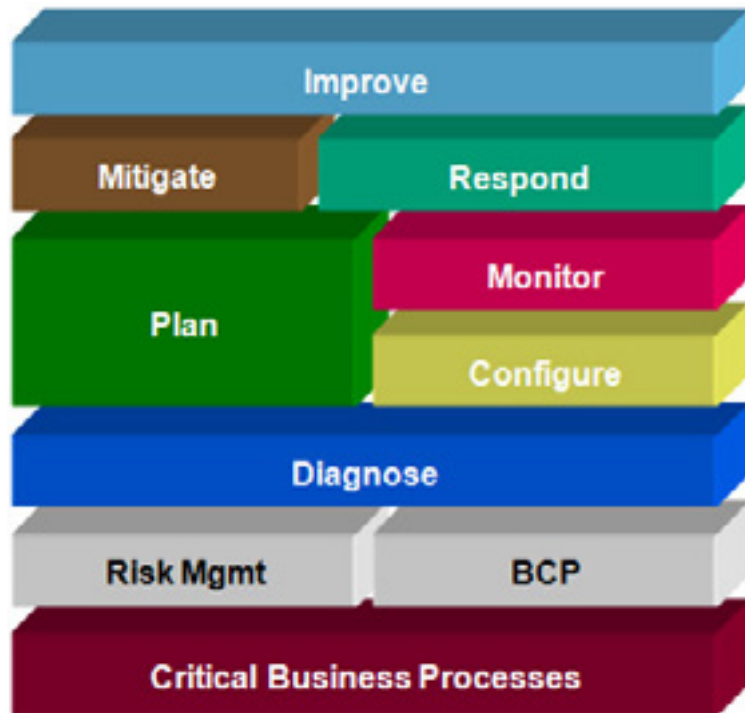 Improve
Mitigate
Respond
Plan
Monitor
Configure
Diagnose
Risk Mgmt
BCP
Critical Business Processes